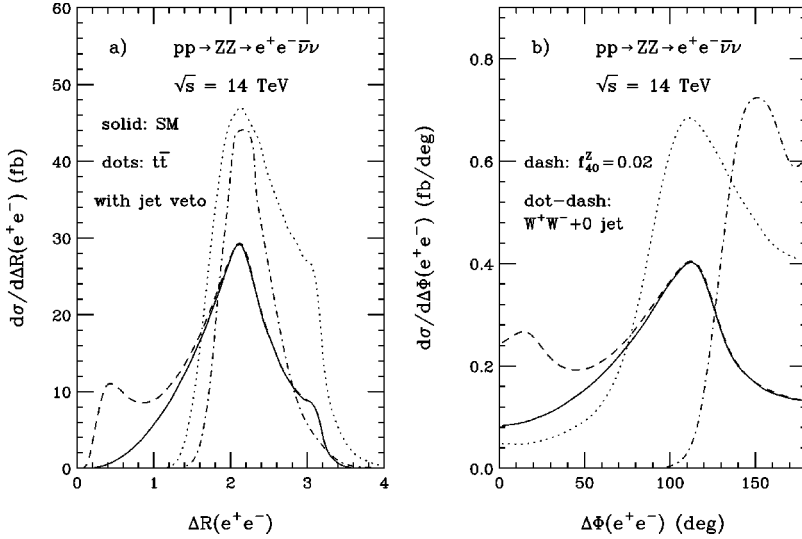 a) pp→ZZ→e⁺e⁻ν̄ν
√s = 14 TeV
solid: SM
dots: tt̄
with jet veto
dσ/dΔR(e⁺e⁻) (fb)
60
50
40
30
20
10
0
0 1 2 3 4
ΔR(e⁺e⁻)
b) pp→ZZ→e⁺e⁻ν̄ν
√s = 14 TeV
dash: f₄₀ᶻ=0.02
dot-dash:
W⁺W⁻+0 jet
dσ/dΔΦ(e⁺e⁻) (fb/deg)
0.8
0.6
0.4
0.2
0.0
0 50 100 150
ΔΦ(e⁺e⁻) (deg)